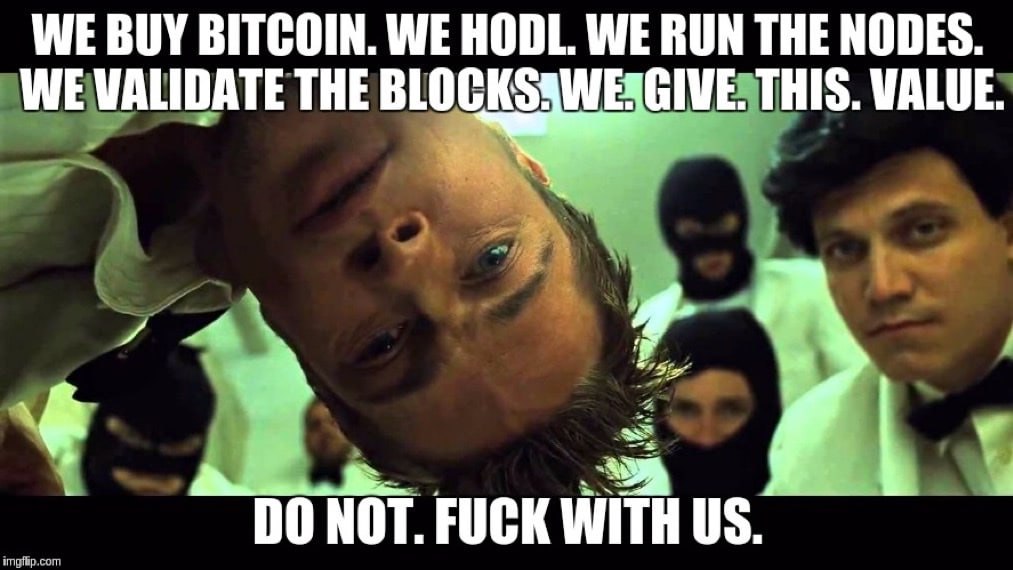 WE BUY BITCOIN. WE HODL. WE RUN THE NODES.
WE VALIDATE THE BLOCKS. WE. GIVE. THIS. VALUE.
DO NOT. FUCK WITH US.
imgflip.com